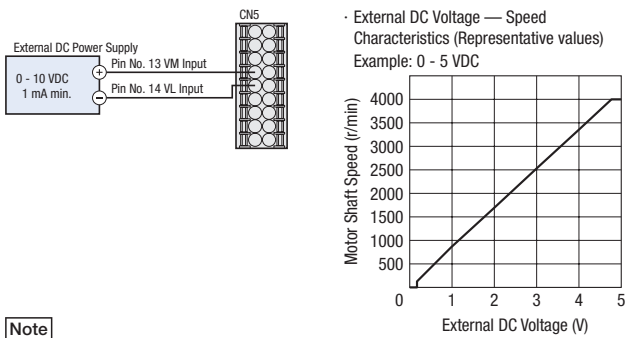 CN5
External DC Power Supply
0 - 10 VDC
1 mA min.
+
Pin No. 13 VM Input
−
Pin No. 14 VL Input
Note
· External DC Voltage — Speed
Characteristics (Representative values)
Example: 0 - 5 VDC
Motor Shaft Speed (r/min)
4000
3500
3000
2500
2000
1500
1000
500
0 1 2 3 4 5
External DC Voltage (V)